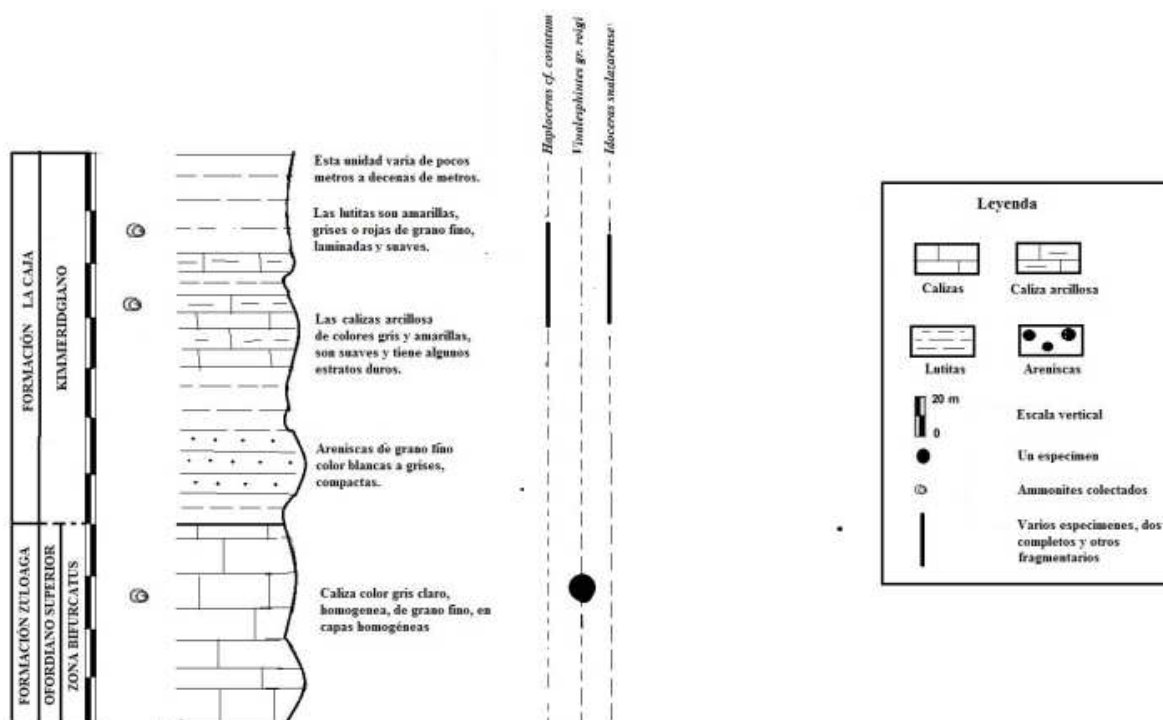 Haploceras cf. costatum
Vinalesphintes gr. roigi
Idoceras snalazarense
FORMACIÓN LA CAJA
KIMMERIDGIANO
Esta unidad varia de pocos
metros a decenas de metros.
Las lutitas son amarillas,
grises o rojas de grano fino,
laminadas y suaves.
Las calizas arcillosa
de colores gris y amarillas,
son suaves y tiene algunos
estratos duros.
Areniscas de grano fino
color blancas a grises,
compactas.
FORMACIÓN ZULOAGA
OFORDIANO SUPERIOR
ZONA BIFURCATUS
Caliza color gris claro,
homogenea, de grano fino, en
capas homogéneas
Leyenda
Calizas
Caliza arcillosa
Lutitas
Areniscas
20 m
0
Escala vertical
Un especímen
Ammonites colectados
Varios especimenes, dos
completos y otros
fragmentarios